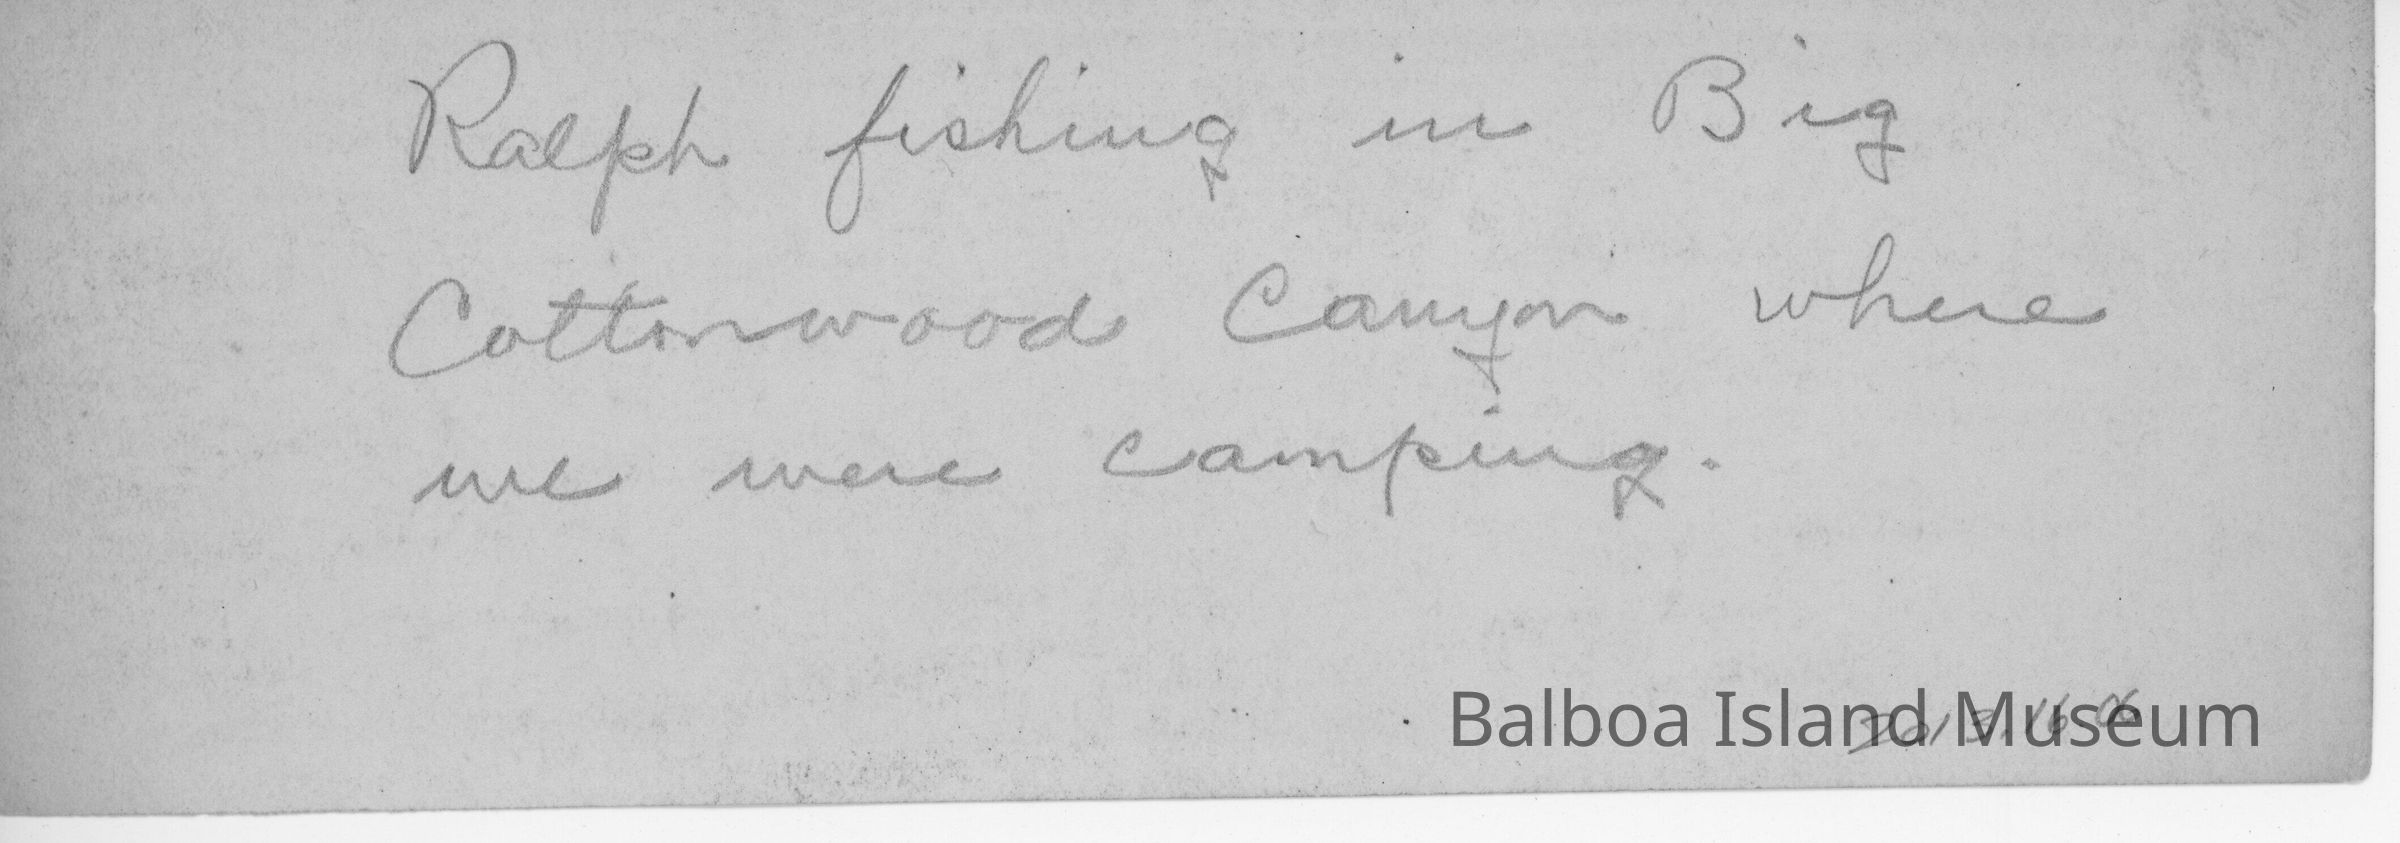 Ralph fishing in Big
Cottonwood Canyon where
we were camping.
Balboa Island Museum